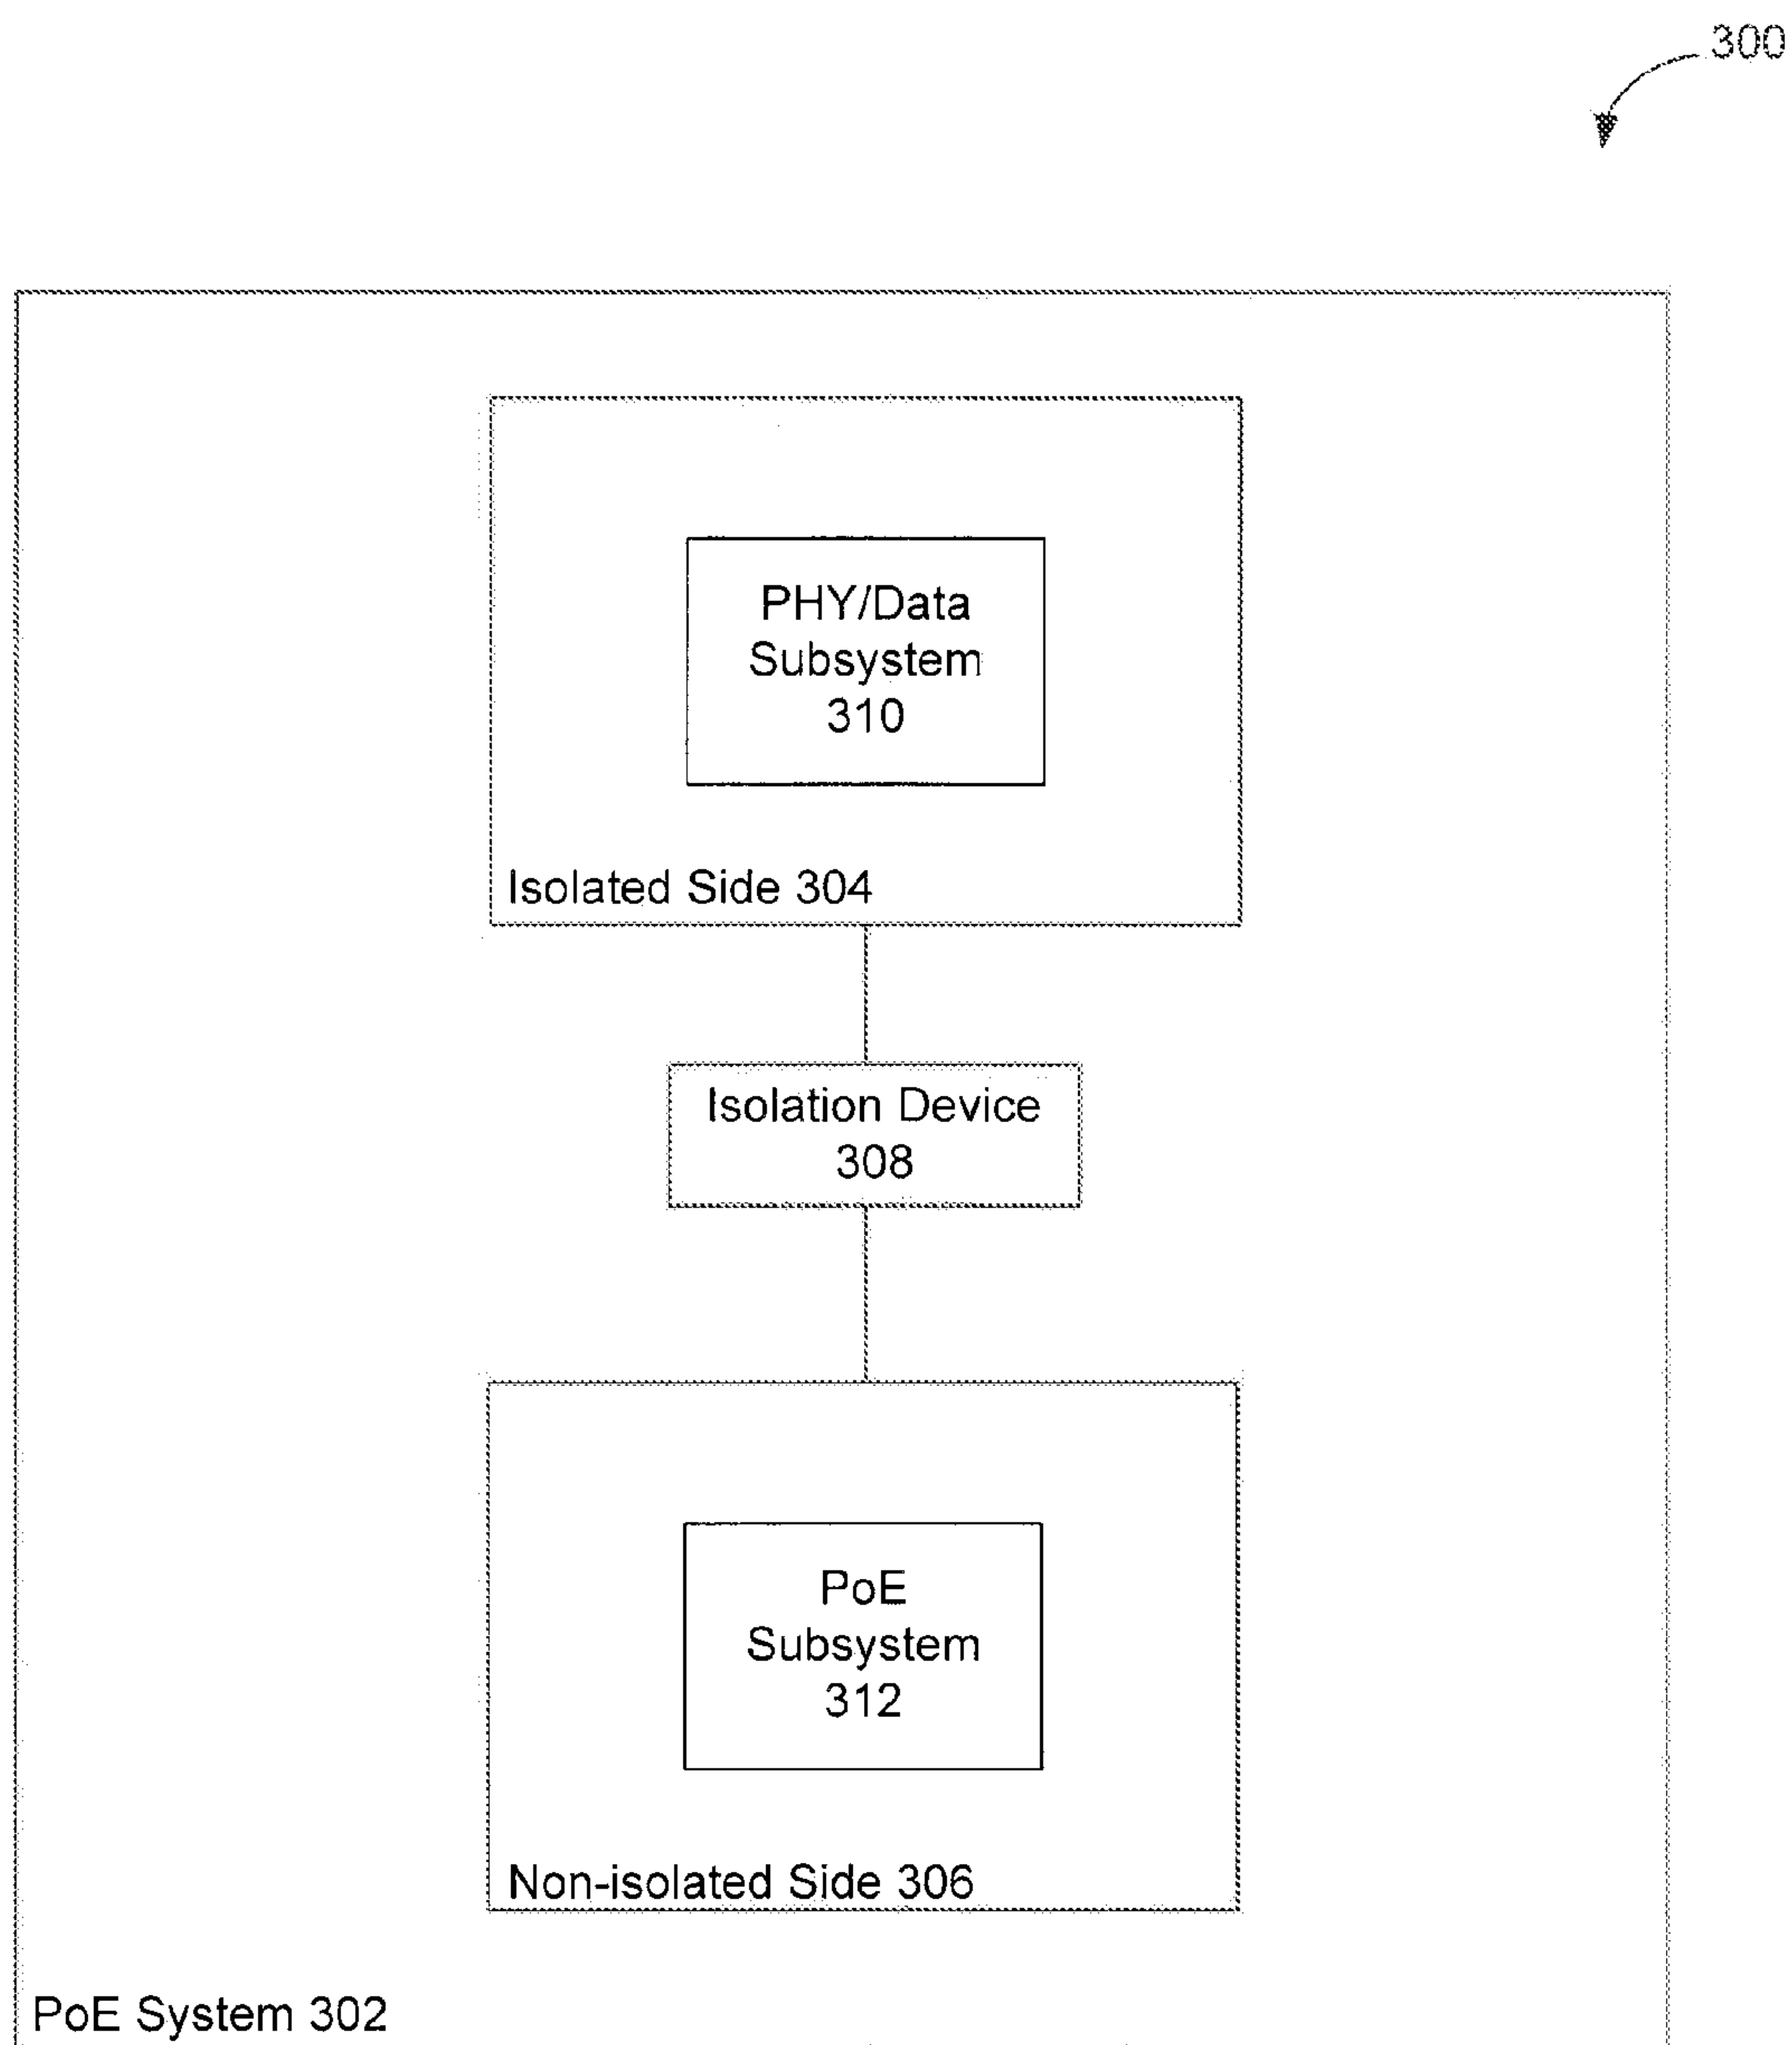 300
PHY/Data
Subsystem
310
Isolated Side 304
Isolation Device
308
PoE
Subsystem
312
Non-isolated Side 306
PoE System 302